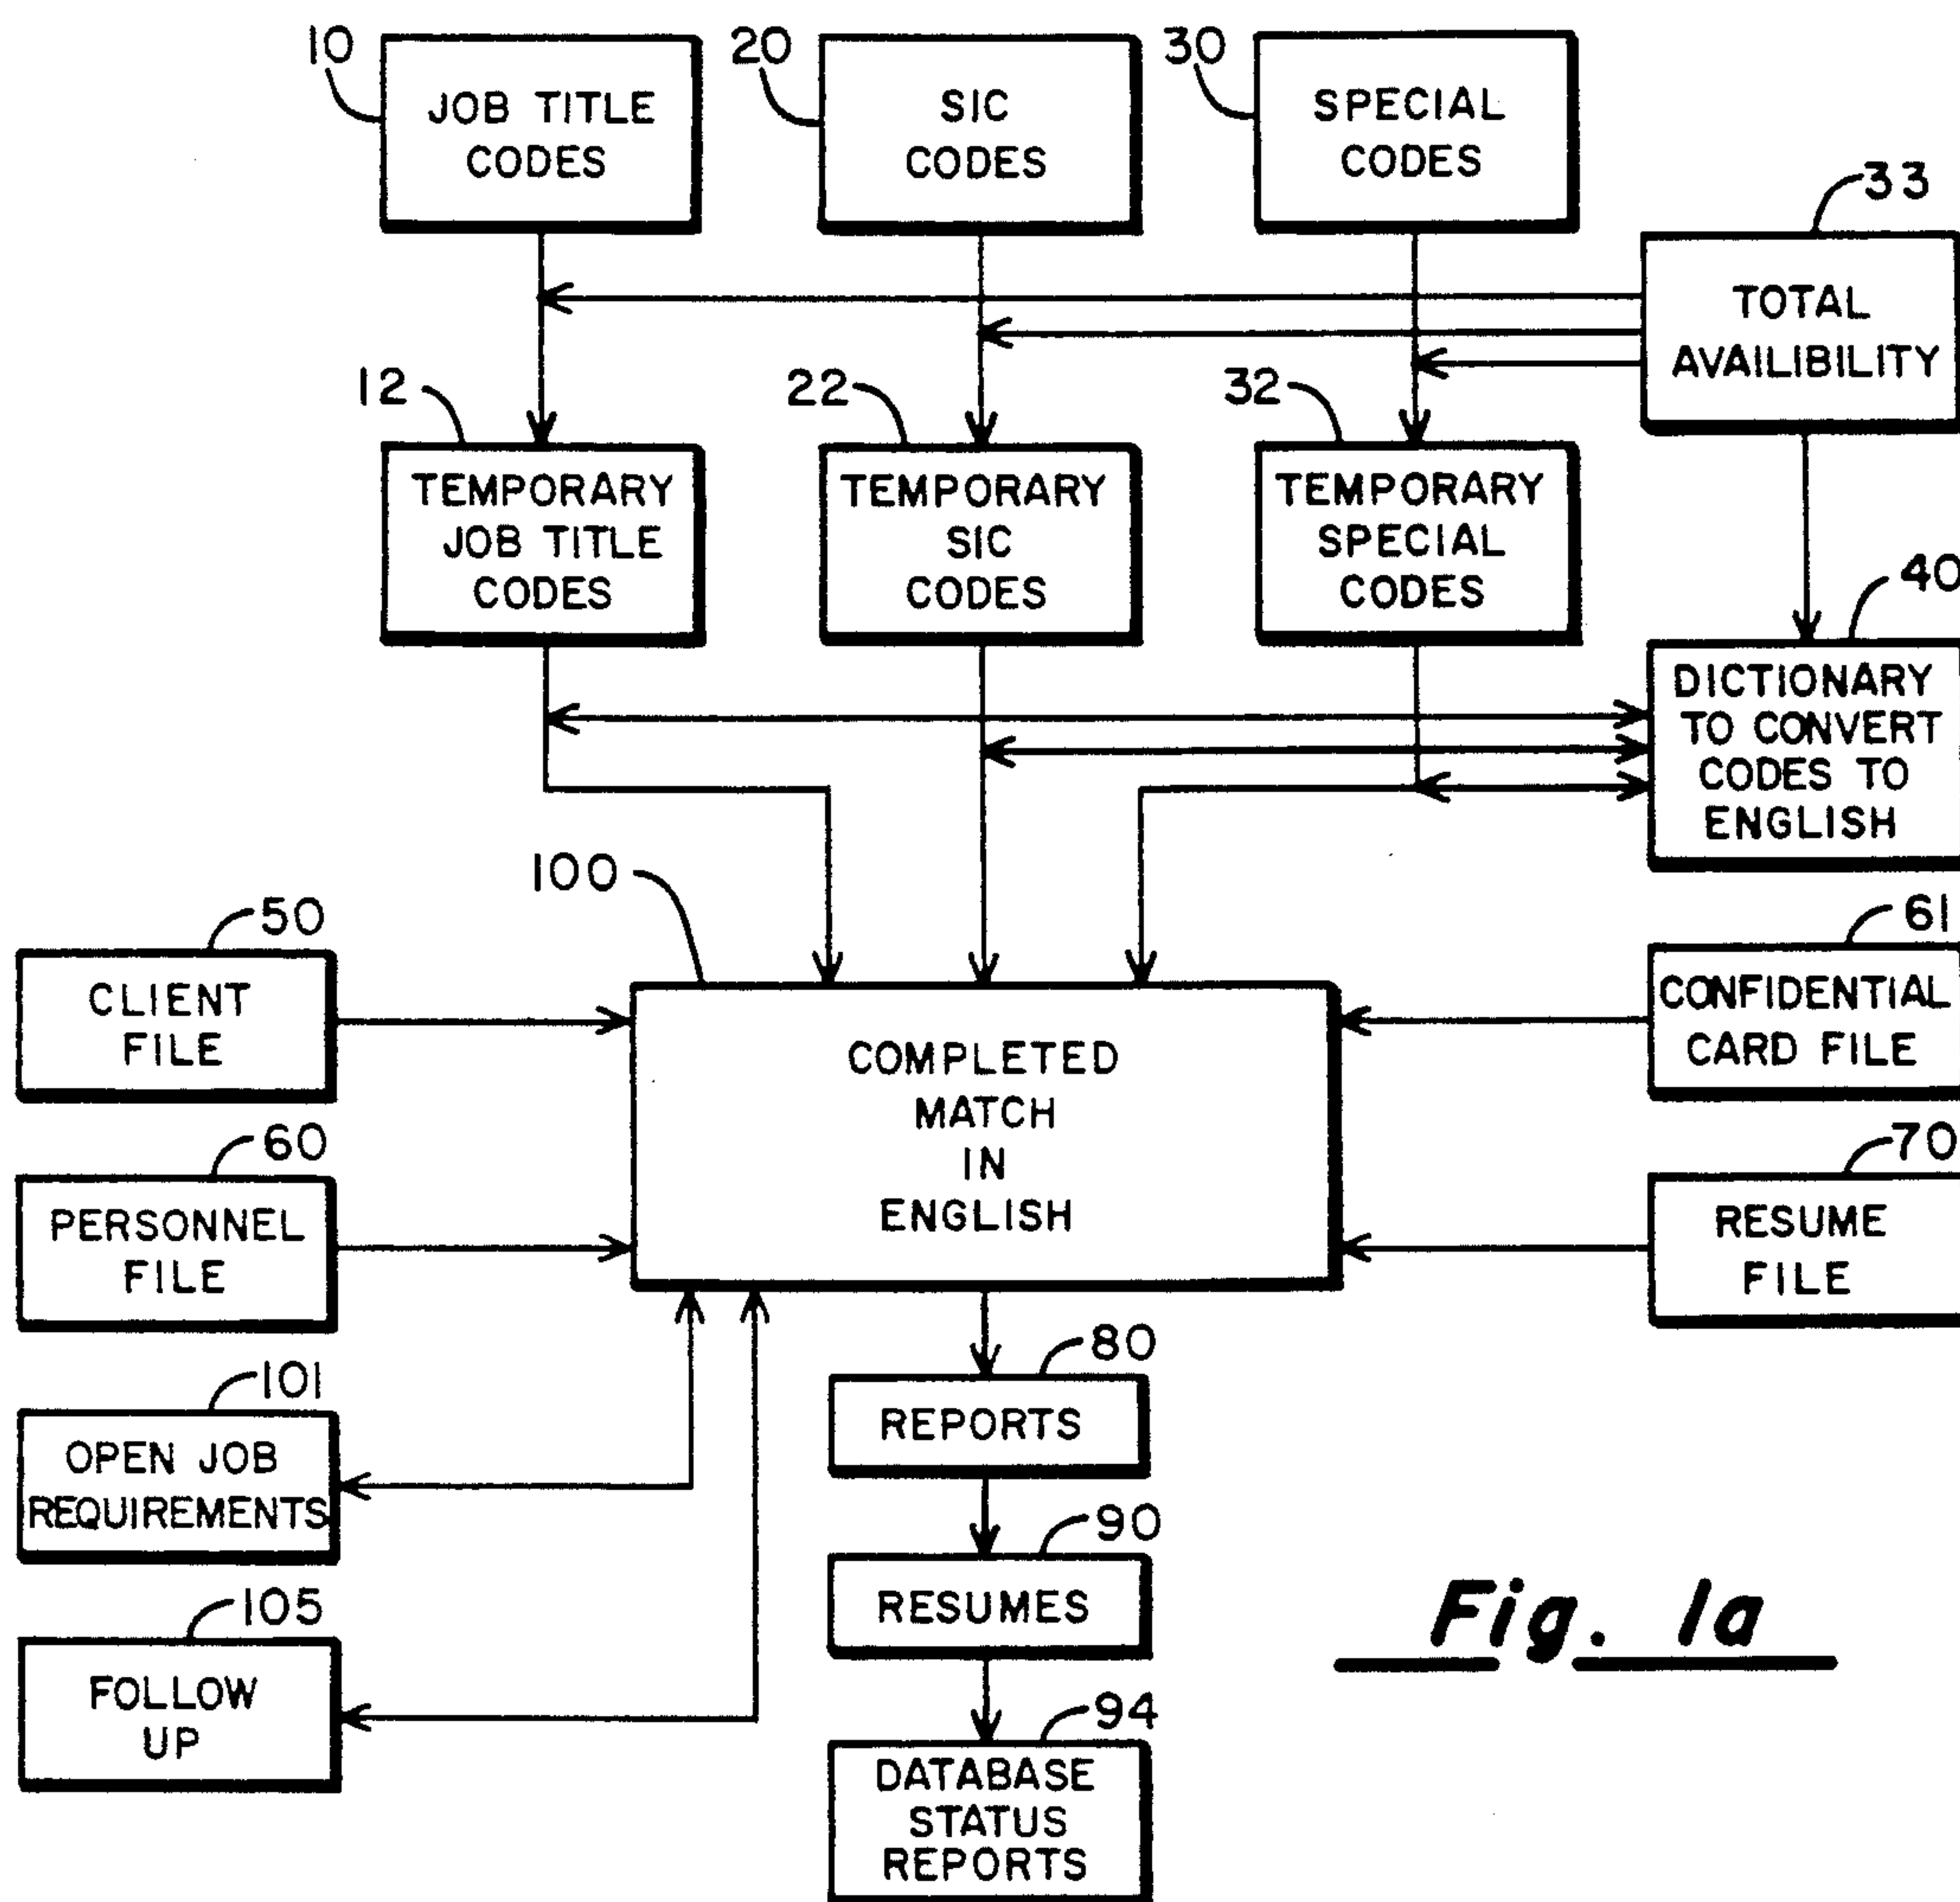 10
JOB TITLE
CODES
20
SIC
CODES
30
SPECIAL
CODES
33
TOTAL
AVAILIBILITY
12
TEMPORARY
JOB TITLE
CODES
22
TEMPORARY
SIC
CODES
32
TEMPORARY
SPECIAL
CODES
40
DICTIONARY
TO CONVERT
CODES TO
ENGLISH
100
COMPLETED
MATCH
IN
ENGLISH
50
CLIENT
FILE
61
CONFIDENTIAL
CARD FILE
60
PERSONNEL
FILE
70
RESUME
FILE
101
OPEN JOB
REQUIREMENTS
80
REPORTS
90
RESUMES
105
FOLLOW
UP
94
DATABASE
STATUS
REPORTS
Fig. 1a